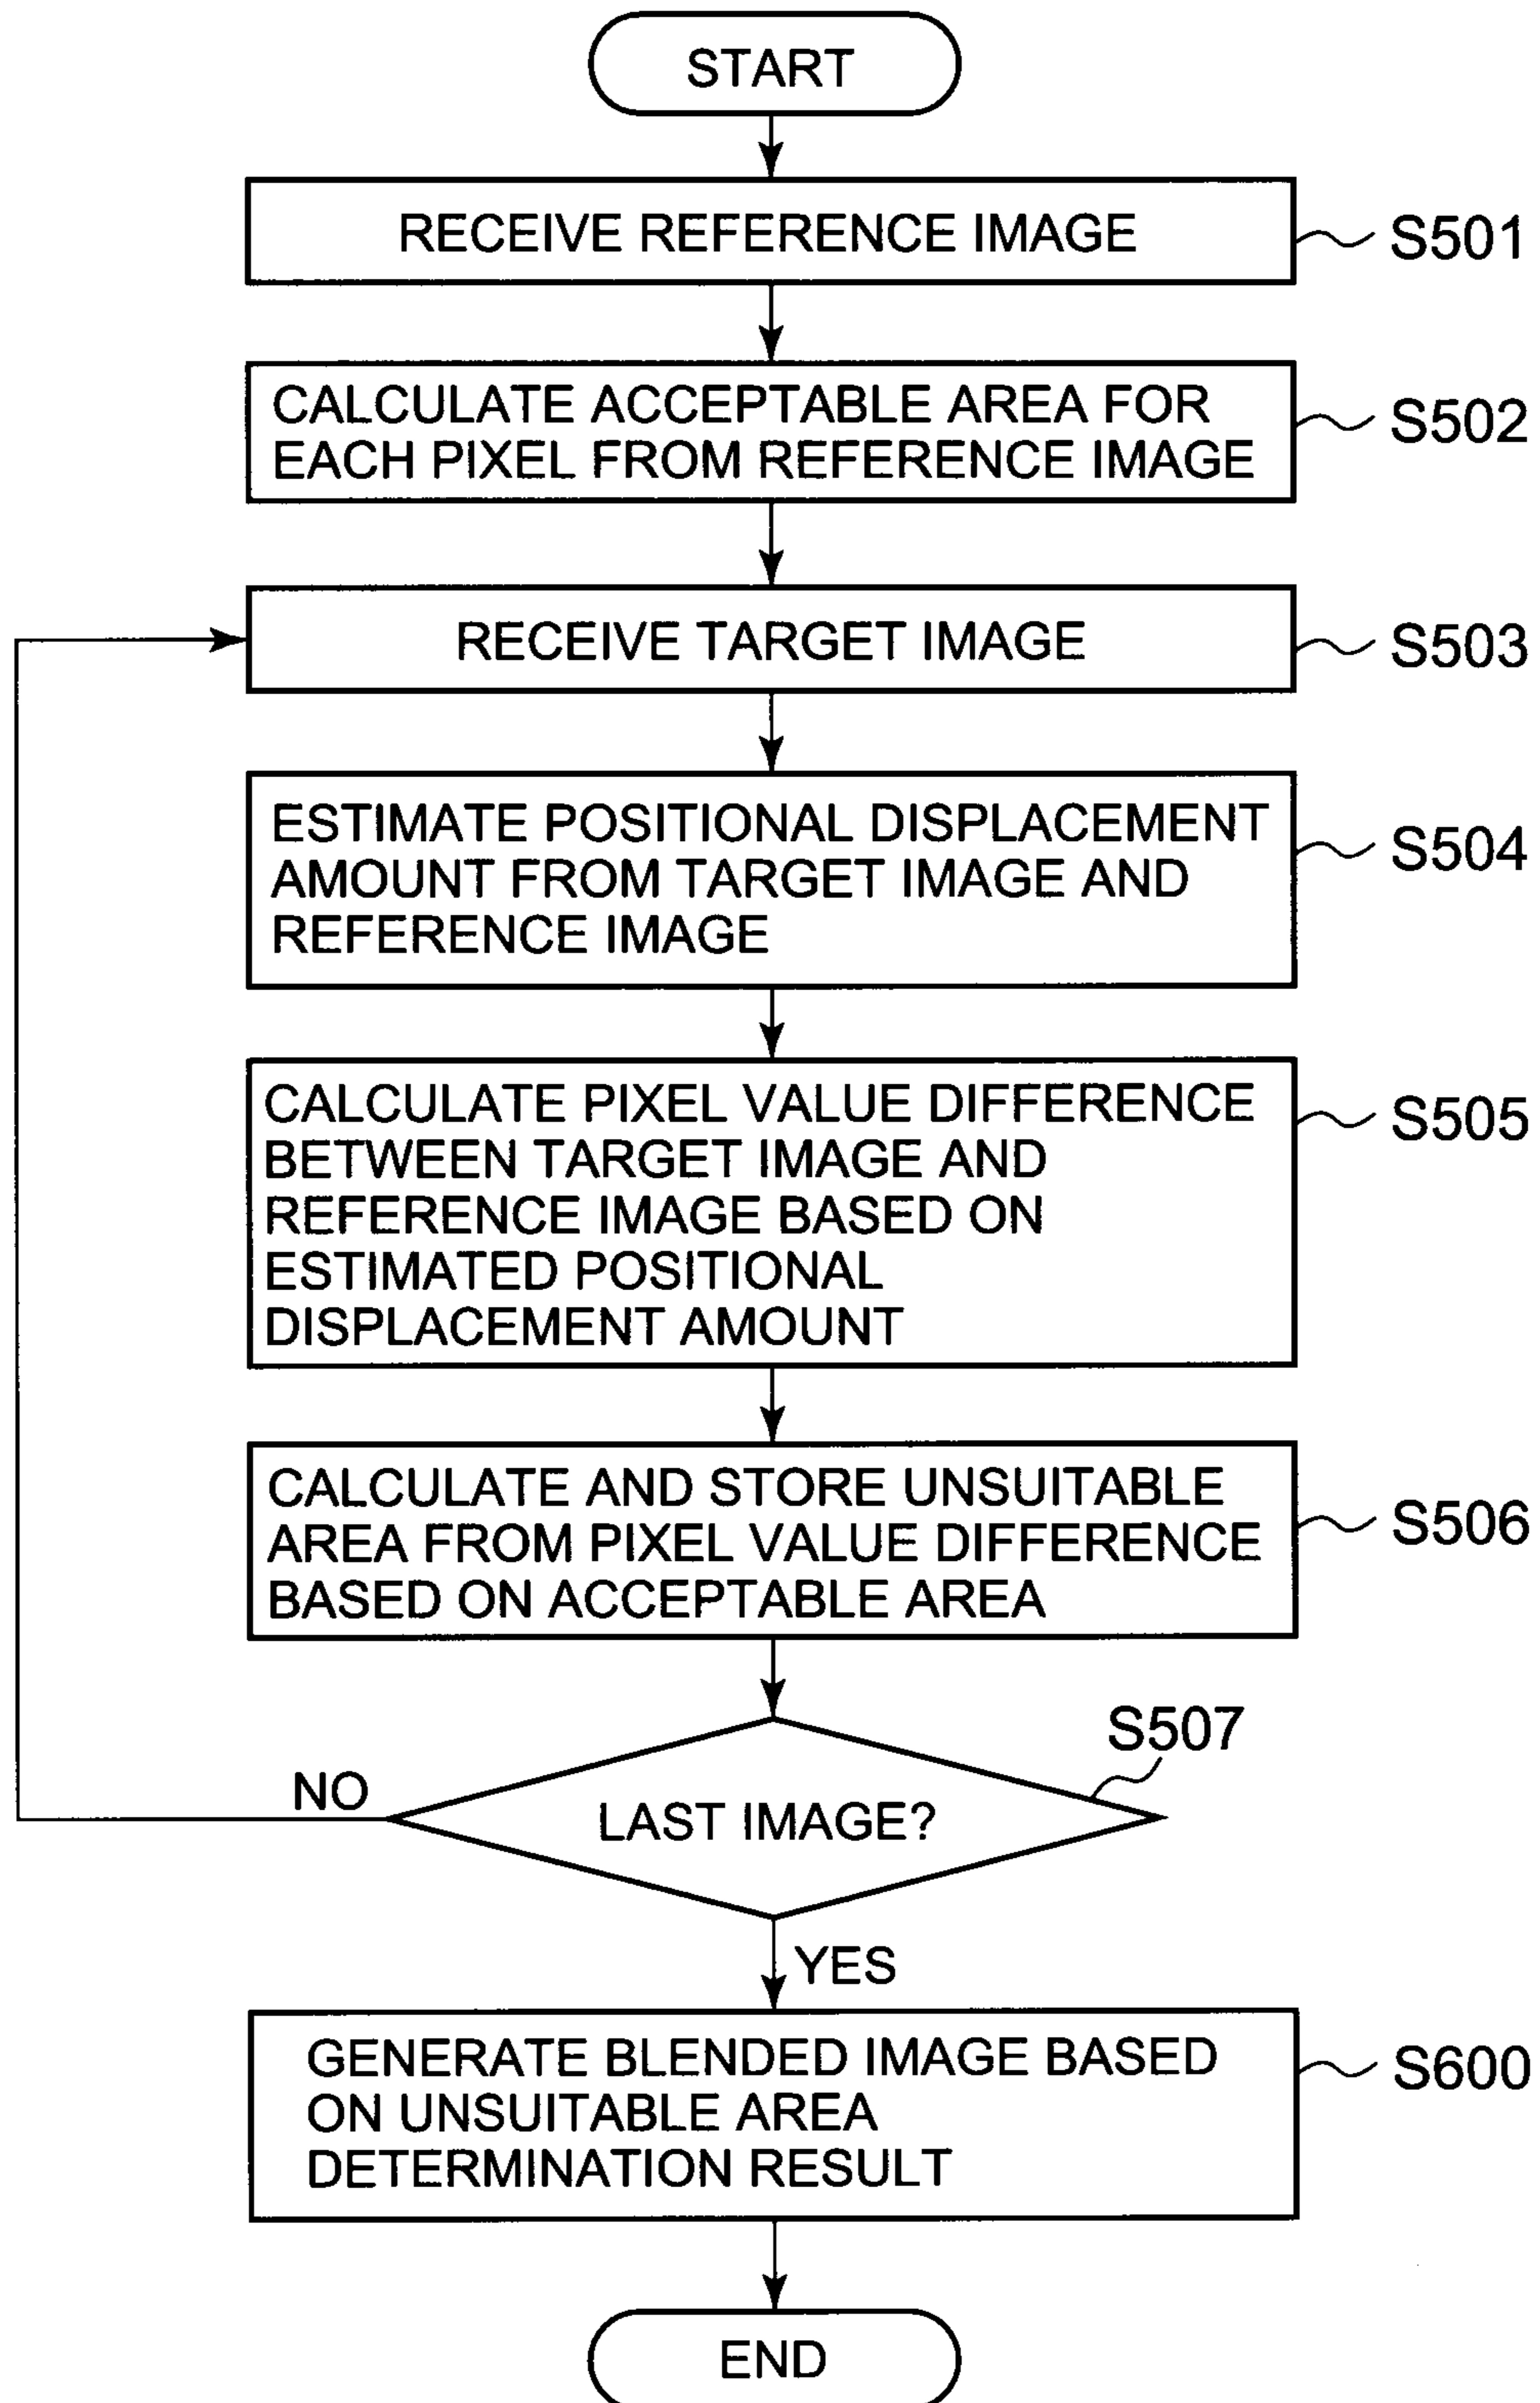 START
RECEIVE REFERENCE IMAGE
S501
CALCULATE ACCEPTABLE AREA FOR
EACH PIXEL FROM REFERENCE IMAGE
S502
RECEIVE TARGET IMAGE
S503
ESTIMATE POSITIONAL DISPLACEMENT
AMOUNT FROM TARGET IMAGE AND
REFERENCE IMAGE
S504
CALCULATE PIXEL VALUE DIFFERENCE
BETWEEN TARGET IMAGE AND
REFERENCE IMAGE BASED ON
ESTIMATED POSITIONAL
DISPLACEMENT AMOUNT
S505
CALCULATE AND STORE UNSUITABLE
AREA FROM PIXEL VALUE DIFFERENCE
BASED ON ACCEPTABLE AREA
S506
S507
NO
LAST IMAGE?
YES
GENERATE BLENDED IMAGE BASED
ON UNSUITABLE AREA
DETERMINATION RESULT
S600
END